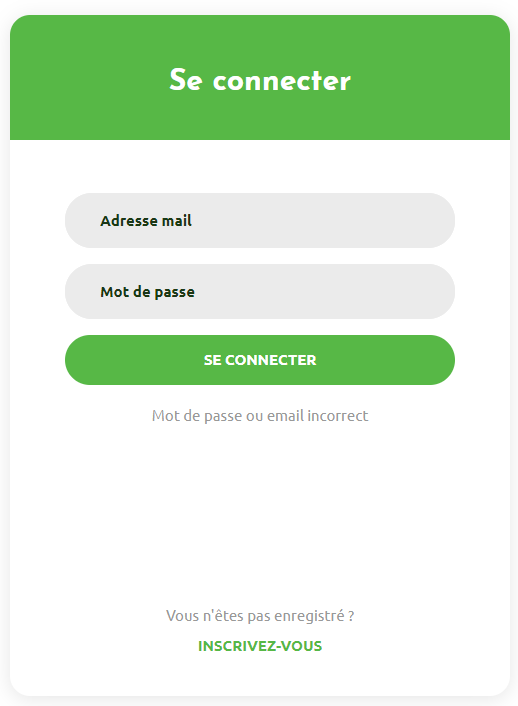 Se connecter
Adresse mail
Mot de passe
SE CONNECTER
Mot de passe ou email incorrect
Vous n'êtes pas enregistré ?
INSCRIVEZ-VOUS